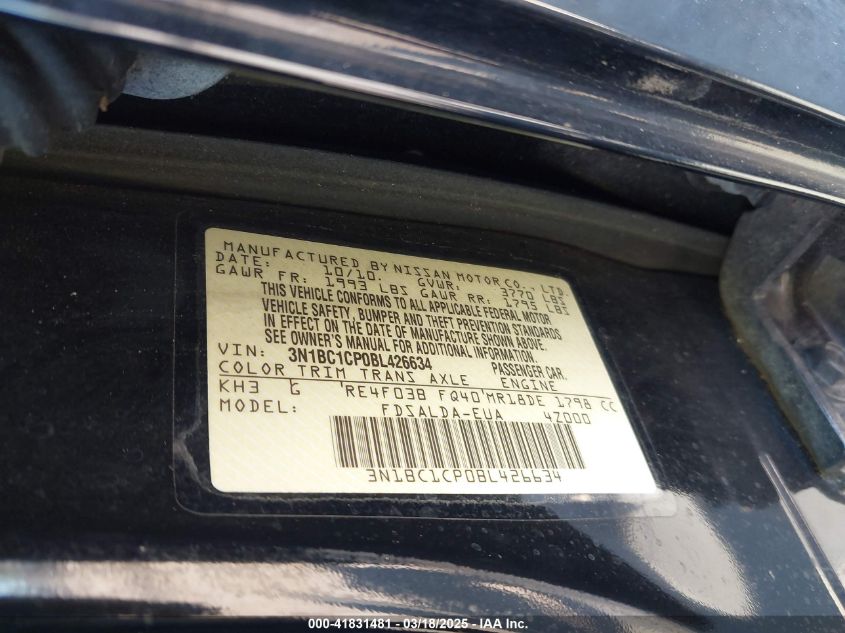 MANUFACTURED BY NISSAN MOTOR CO., LTD.
DATE: 10/10. GVWR: 3770 LBS
GAWR FR: 1993 LBS GAWR RR: 1795 LBS
THIS VEHICLE CONFORMS TO ALL APPLICABLE FEDERAL MOTOR
VEHICLE SAFETY, BUMPER AND THEFT PREVENTION STANDARDS
IN EFFECT ON THE DATE OF MANUFACTURE SHOWN ABOVE.
SEE OWNER'S MANUAL FOR ADDITIONAL INFORMATION
VIN: 3N1BC1CP0BL426634 PASSENGER CAR.
COLOR TRIM TRANS AXLE ENGINE
KH3 G RE4F03B FQ40 MR18DE 1798 CC
MODEL: FDSALDA-EUA 4Z000
3N1BC1CP0BL426634
000-41831481 - 03/18/2025 - IAA Inc.